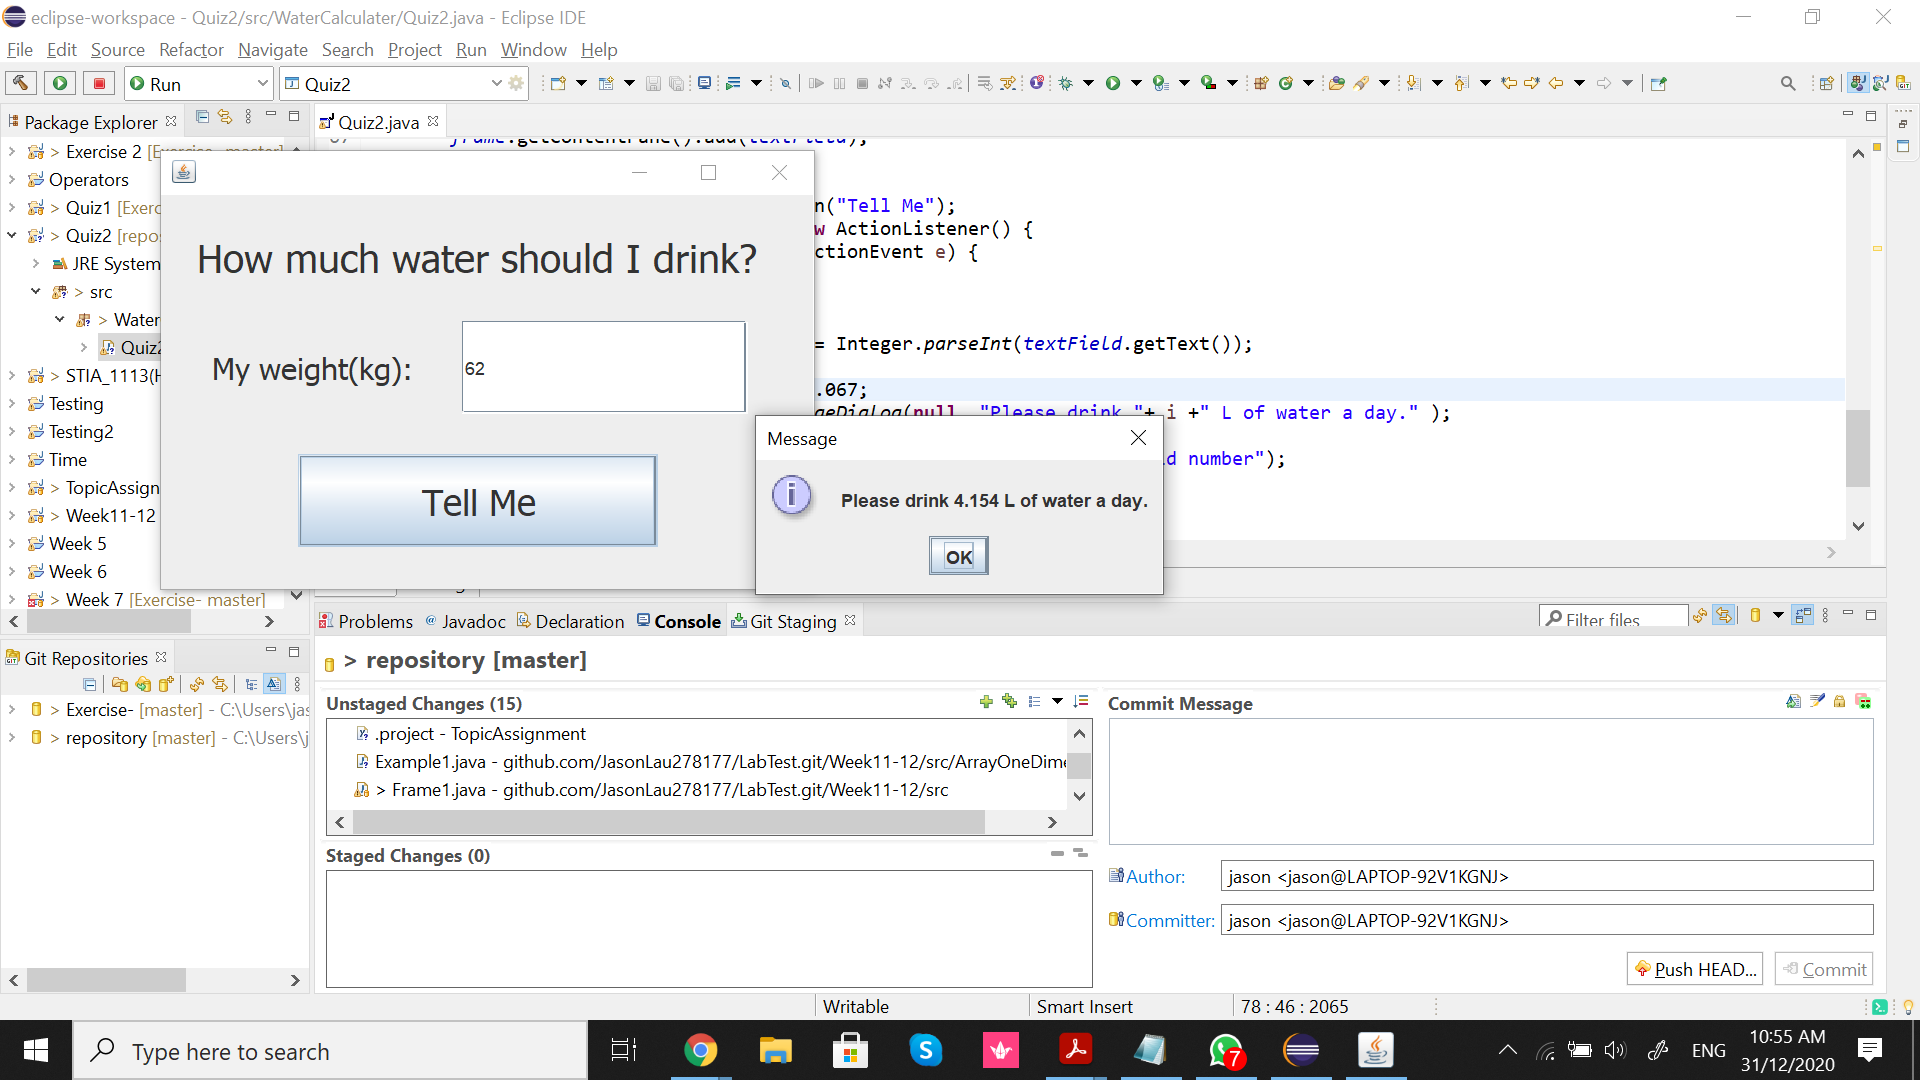 eclipse-workspace - Quiz2/src/WaterCalculater/Quiz2.java - Eclipse IDE
File Edit Source Refactor Navigate Search Project Run Window Help
Run Quiz2
Package Explorer
Quiz2.java
> Exercise 2
Operators
> Quiz1 [Exerc
> Quiz2 [repos
JRE System
> src
> Water
Quiz2
> STIA_1113(H
Testing
Testing2
Time
> TopicAssign
> Week11-12
Week 5
Week 6
> Week 7 [Exercise- master]
n("Tell Me");
w ActionListener() {
ctionEvent e) {
= Integer.parseInt(textField.getText());
.067;
geDialog(null, "Please drink "+ i +" L of water a day." );
d number");
How much water should I drink?
My weight(kg):
62
Tell Me
Message
Please drink 4.154 L of water a day.
OK
Problems @ Javadoc Declaration Console Git Staging
Filter files
> repository [master]
Git Repositories
> Exercise- [master] - C:\Users\jas
> repository [master] - C:\Users\j
Unstaged Changes (15)
.project - TopicAssignment
Example1.java - github.com/JasonLau278177/LabTest.git/Week11-12/src/ArrayOneDime
> Frame1.java - github.com/JasonLau278177/LabTest.git/Week11-12/src
Staged Changes (0)
Commit Message
Author: jason <jason@LAPTOP-92V1KGNJ>
Committer: jason <jason@LAPTOP-92V1KGNJ>
Push HEAD... Commit
Writable Smart Insert 78 : 46 : 2065
Type here to search
7
ENG
10:55 AM
31/12/2020